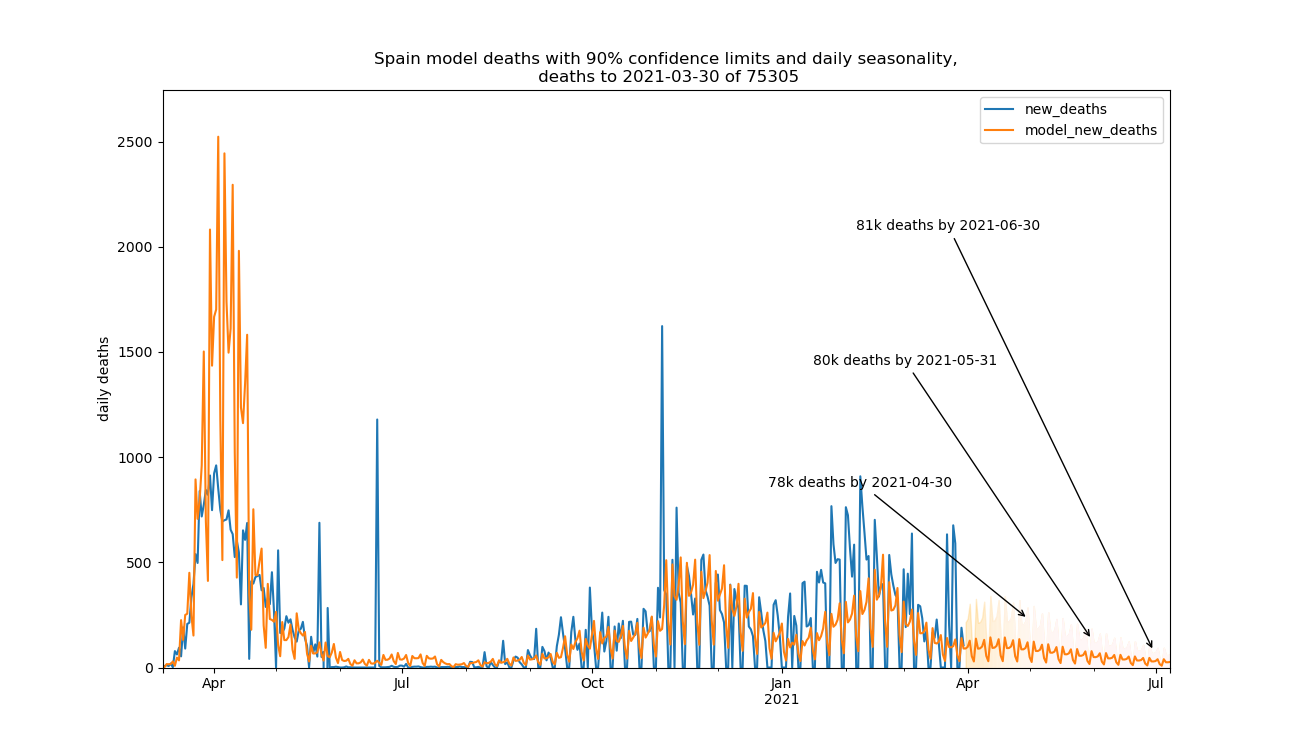 Spain model deaths with 90% confidence limits and daily seasonality,
deaths to 2021-03-30 of 75305
new_deaths
model_new_deaths
2500
2000
1500
1000
500
0
daily deaths
81k deaths by 2021-06-30
80k deaths by 2021-05-31
78k deaths by 2021-04-30
Apr
Jul
Oct
Jan
2021
Apr
Jul